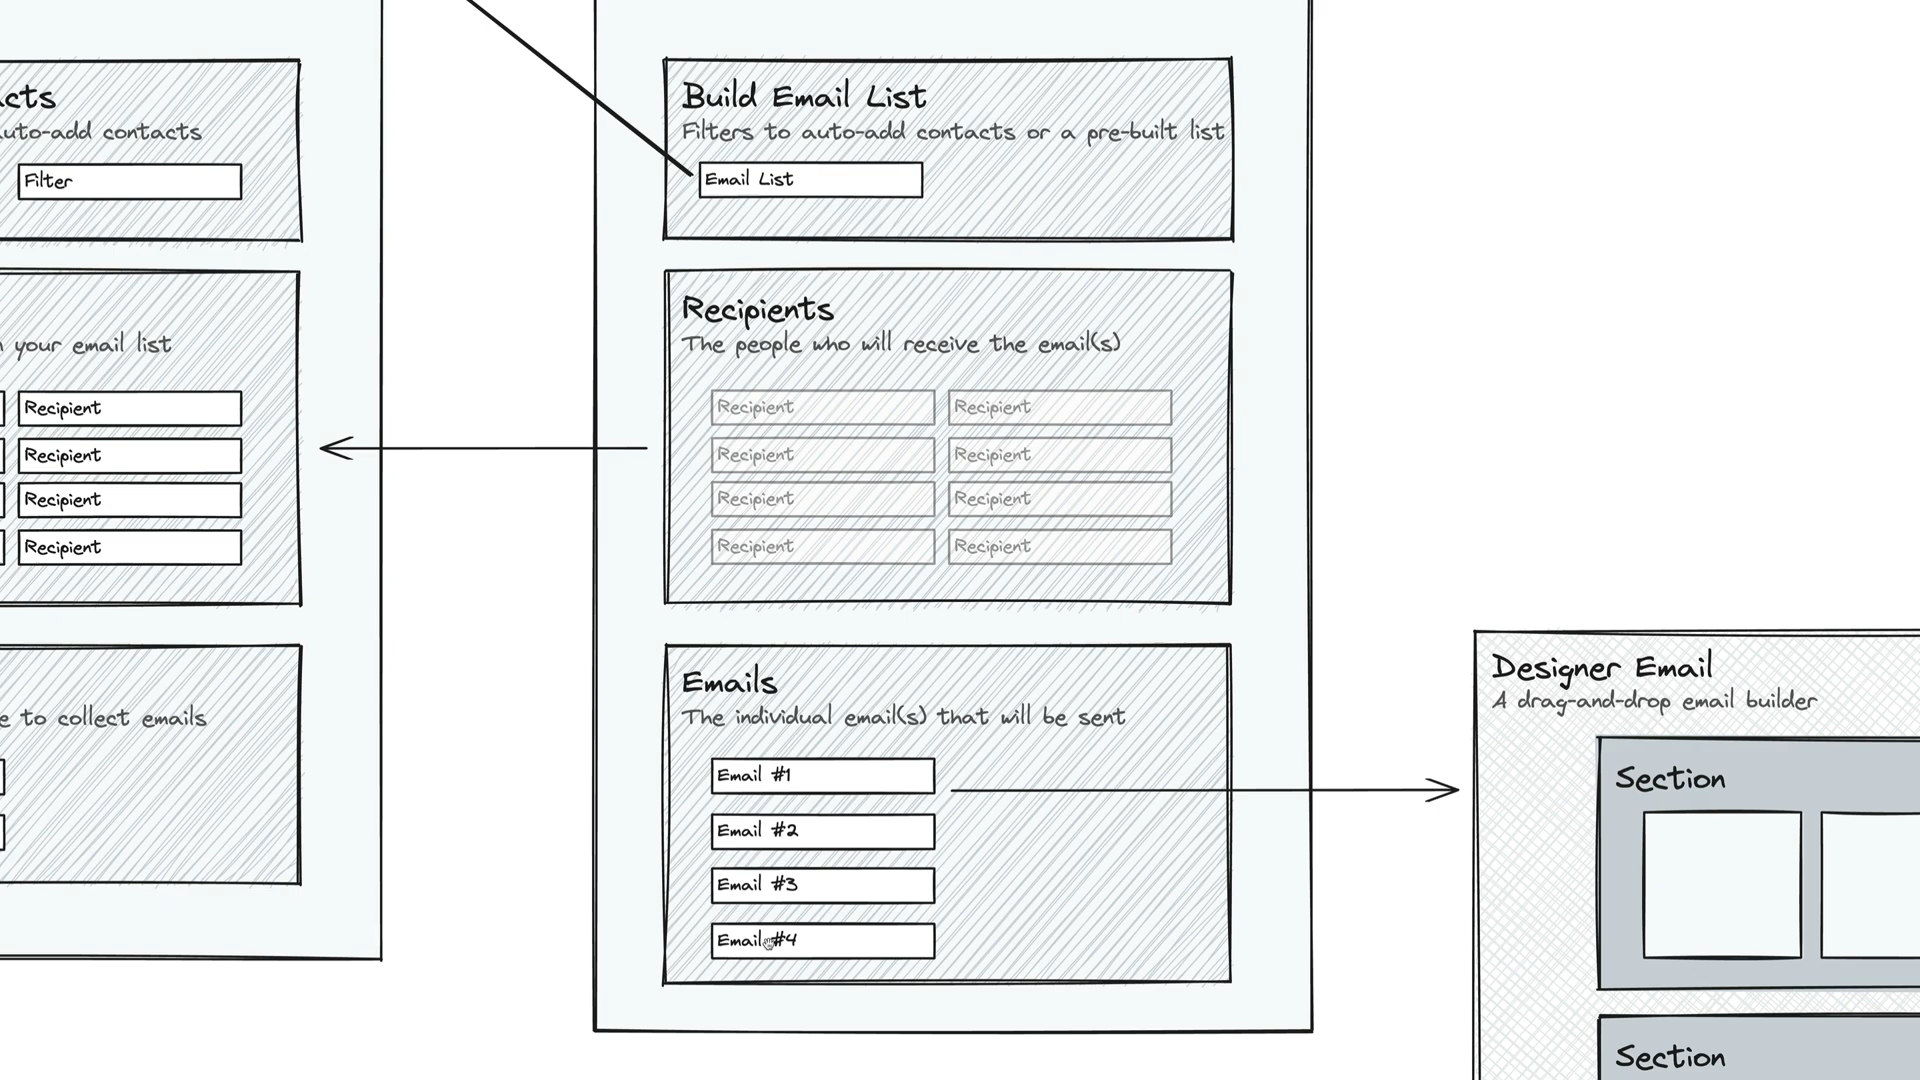 cts
uto-add contacts
Filter
your email list
Recipient
Recipient
Recipient
Recipient
e to collect emails
Build Email List
Filters to auto-add contacts or a pre-built list
Email List
Recipients
The people who will receive the email(s)
Recipient Recipient
Recipient Recipient
Recipient Recipient
Recipient Recipient
Emails
The individual email(s) that will be sent
Email #1
Email #2
Email #3
Email #4
Designer Email
A drag-and-drop email builder
Section
Section